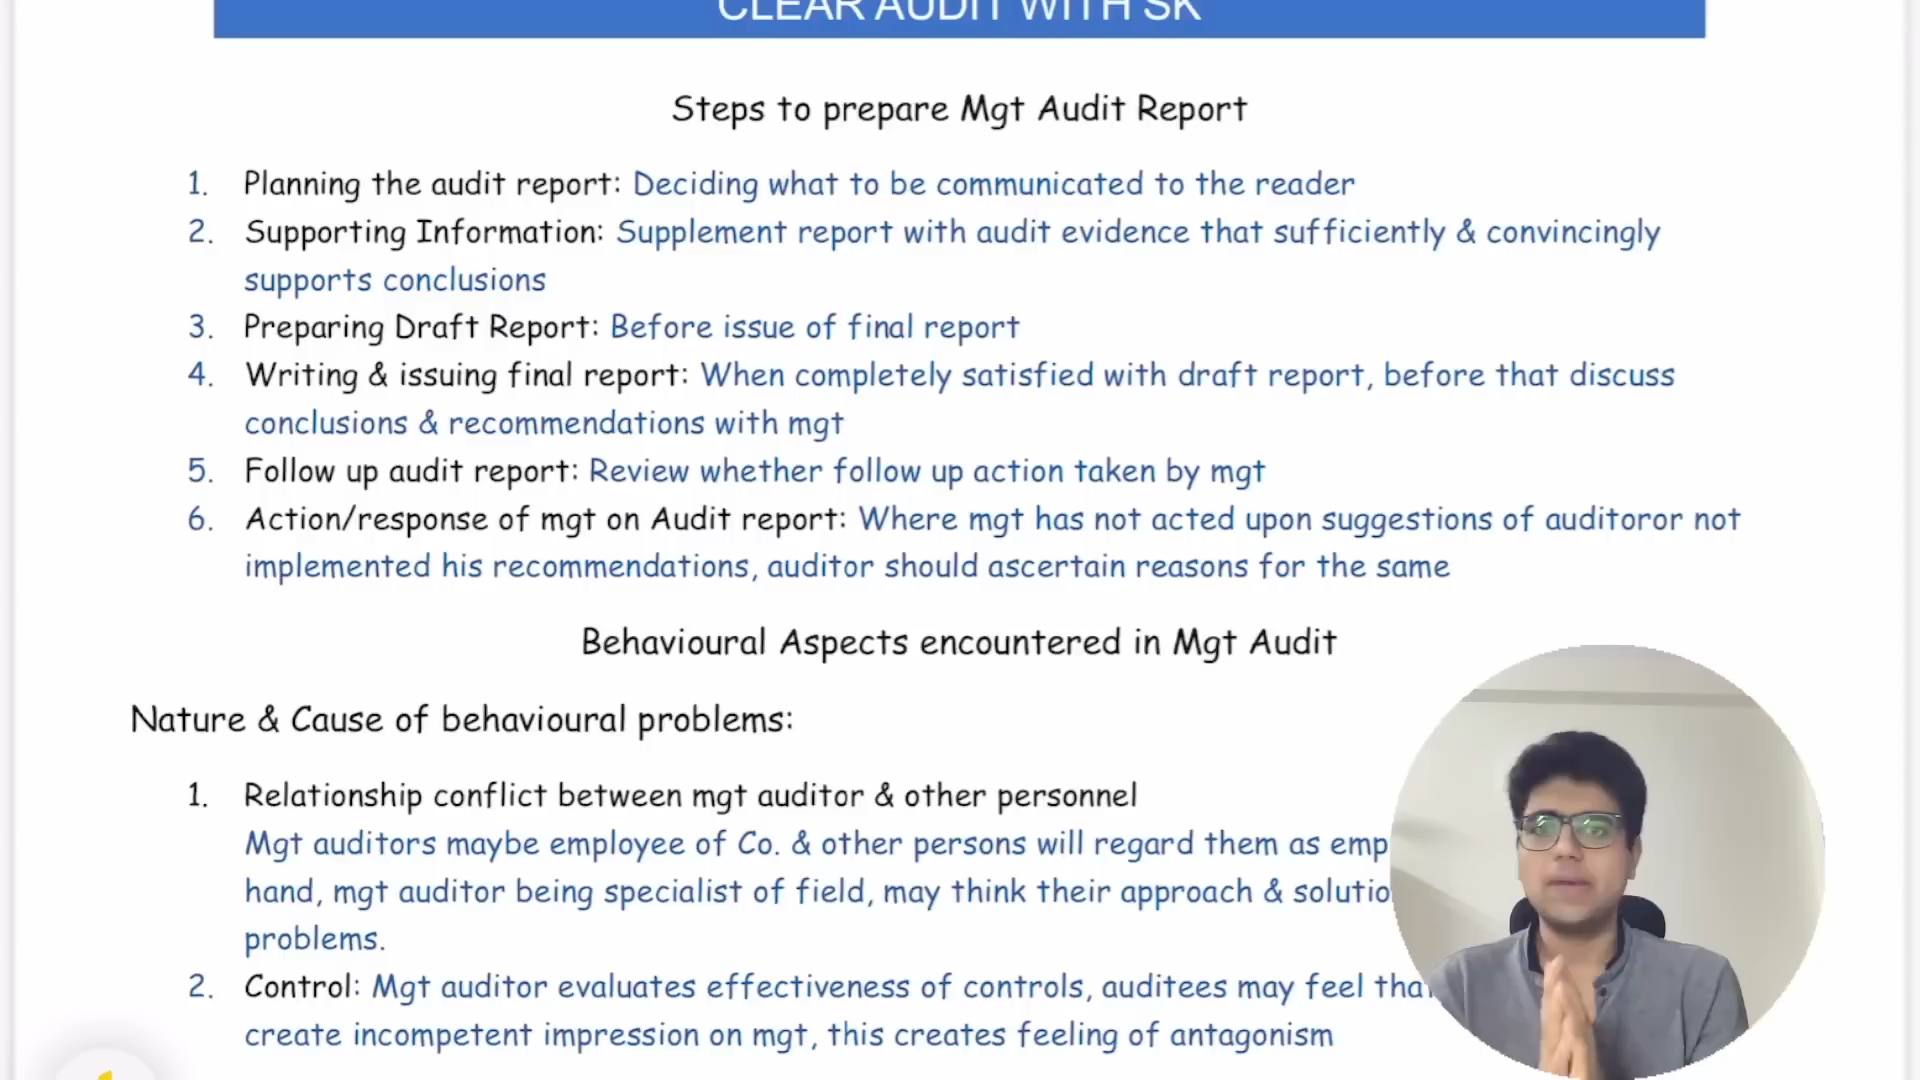 CLEAR AUDIT WITH SK
Steps to prepare Mgt Audit Report
1. Planning the audit report: Deciding what to be communicated to the reader
2. Supporting Information: Supplement report with audit evidence that sufficiently & convincingly
supports conclusions
3. Preparing Draft Report: Before issue of final report
4. Writing & issuing final report: When completely satisfied with draft report, before that discuss
conclusions & recommendations with mgt
5. Follow up audit report: Review whether follow up action taken by mgt
6. Action/response of mgt on Audit report: Where mgt has not acted upon suggestions of auditoror not
implemented his recommendations, auditor should ascertain reasons for the same
Behavioural Aspects encountered in Mgt Audit
Nature & Cause of behavioural problems:
1. Relationship conflict between mgt auditor & other personnel
Mgt auditors maybe employee of Co. & other persons will regard them as
hand, mgt auditor being specialist of field, may think their approach &
problems.
2. Control: Mgt auditor evaluates effectiveness of controls, auditees may feel
create incompetent impression on mgt, this creates feeling of antagonism